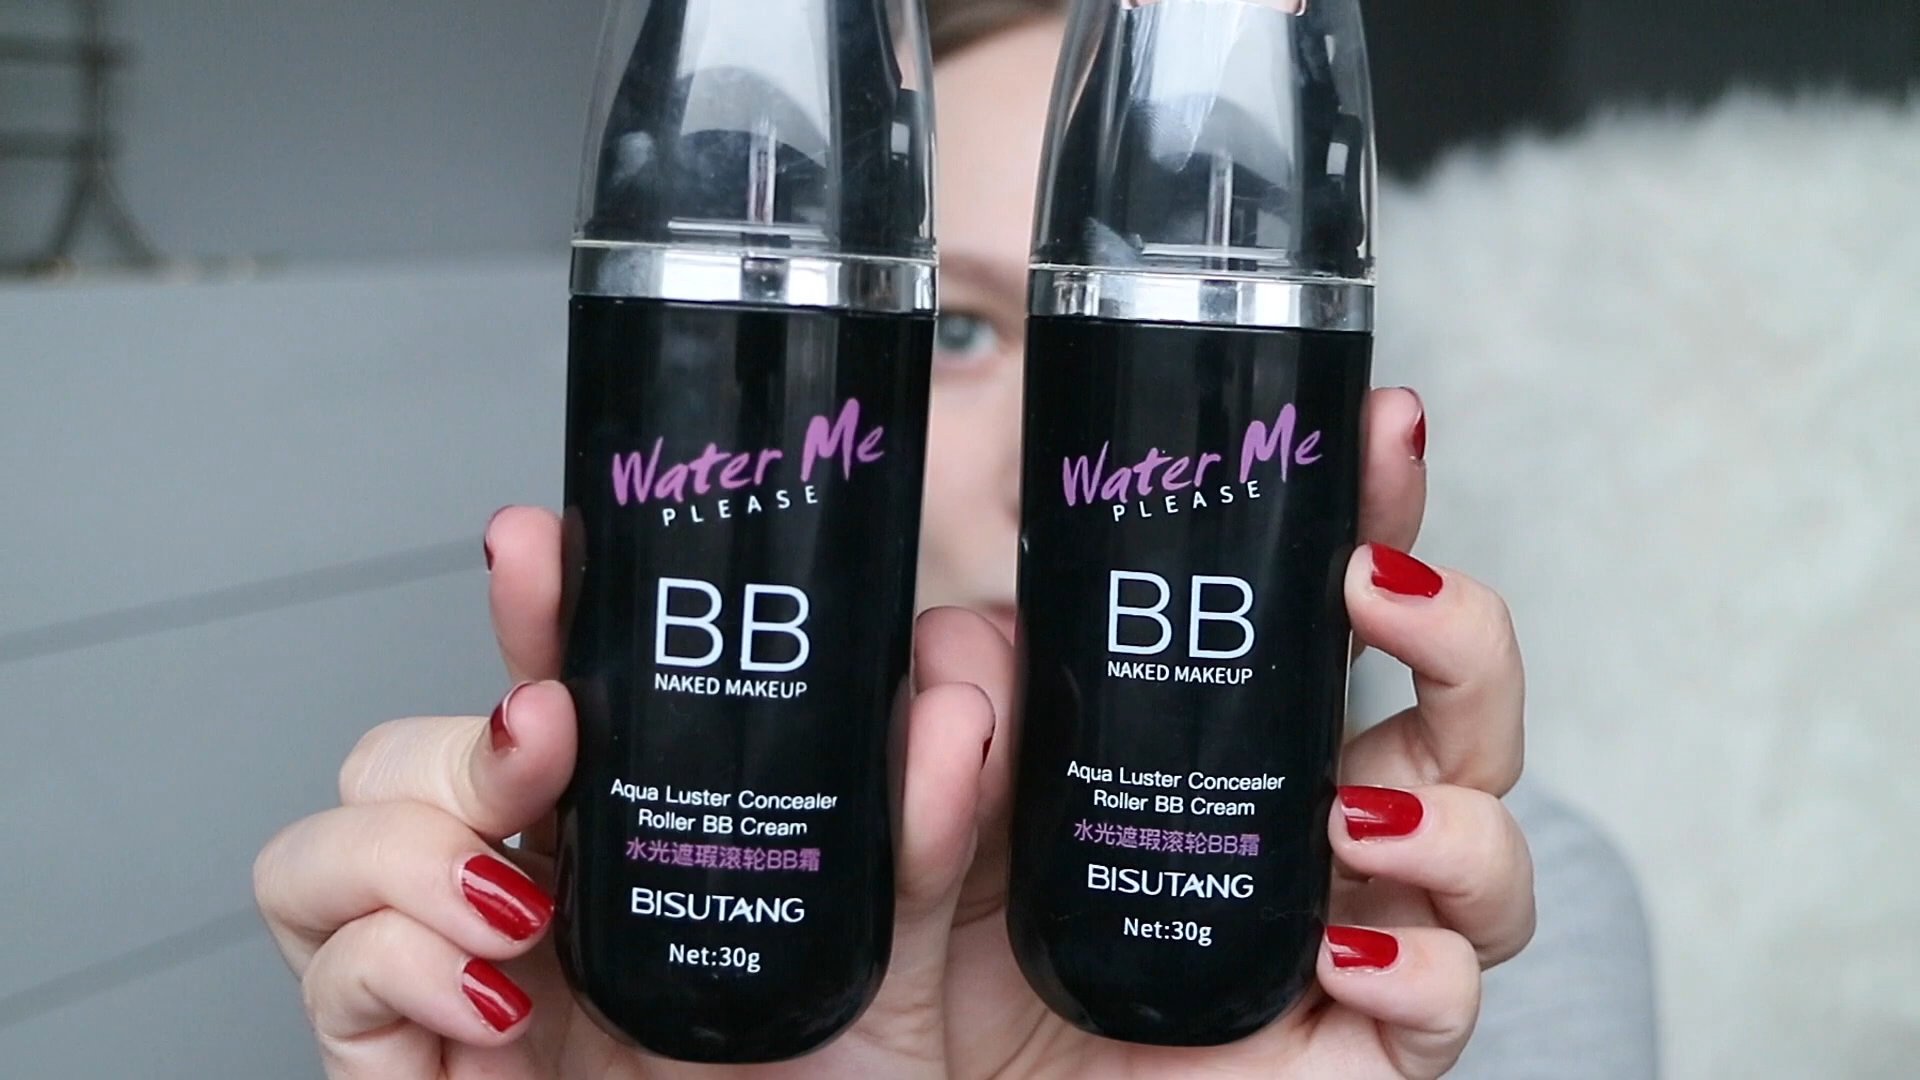 Water Me
PLEASE
BB
NAKED MAKEUP
Aqua Luster Concealer
Roller BB Cream
水光遮瑕滚轮BB霜
BISUTANG
Net:30g
Water Me
PLEASE
BB
NAKED MAKEUP
Aqua Luster Concealer
Roller BB Cream
水光遮瑕滚轮BB霜
BISUTANG
Net:30g